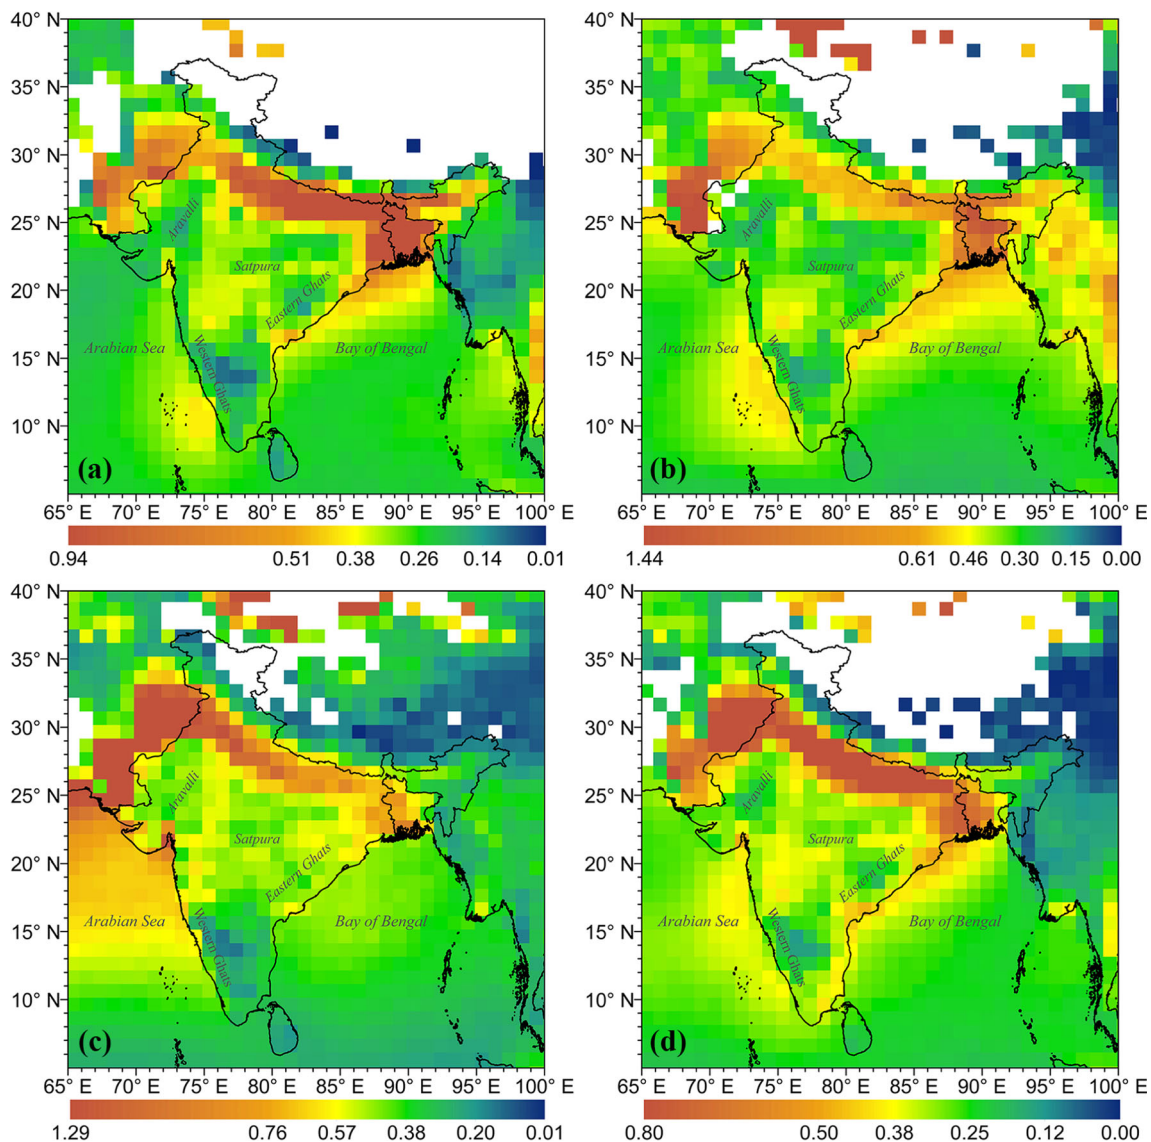 40° N
35° N
30° N
25° N
20° N
15° N
10° N
Aravalli
Satpura
Eastern Ghats
Western Ghats
Arabian Sea
Bay of Bengal
(a)
65° E 70° E 75° E 80° E 85° E 90° E 95° E 100° E
0.94 0.51 0.38 0.26 0.14 0.01
40° N
35° N
30° N
25° N
20° N
15° N
10° N
Aravalli
Satpura
Eastern Ghats
Western Ghats
Arabian Sea
Bay of Bengal
(b)
65° E 70° E 75° E 80° E 85° E 90° E 95° E 100° E
1.44 0.61 0.46 0.30 0.15 0.00
40° N
35° N
30° N
25° N
20° N
15° N
10° N
Aravalli
Satpura
Eastern Ghats
Western Ghats
Arabian Sea
Bay of Bengal
(c)
65° E 70° E 75° E 80° E 85° E 90° E 95° E 100° E
1.29 0.76 0.57 0.38 0.20 0.01
40° N
35° N
30° N
25° N
20° N
15° N
10° N
Aravalli
Satpura
Eastern Ghats
Western Ghats
Arabian Sea
Bay of Bengal
(d)
65° E 70° E 75° E 80° E 85° E 90° E 95° E 100° E
0.80 0.50 0.38 0.25 0.12 0.00